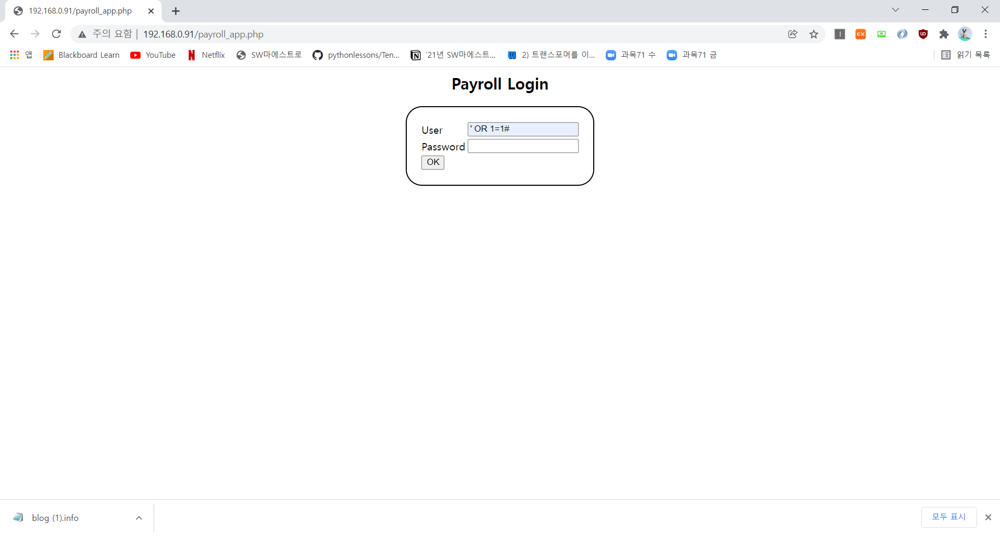 192.168.0.91/payroll_app.php
주의 요함 | 192.168.0.91/payroll_app.php
앱 Blackboard Learn YouTube Netflix SW마에스트로 pythonlessons/Ten... '21년 SW마에스트... 2) 트랜스포머를 이... 과목71 수 과목71 금 읽기 목록
Payroll Login
User ' OR 1=1#
Password
OK
blog (1).info 모두 표시